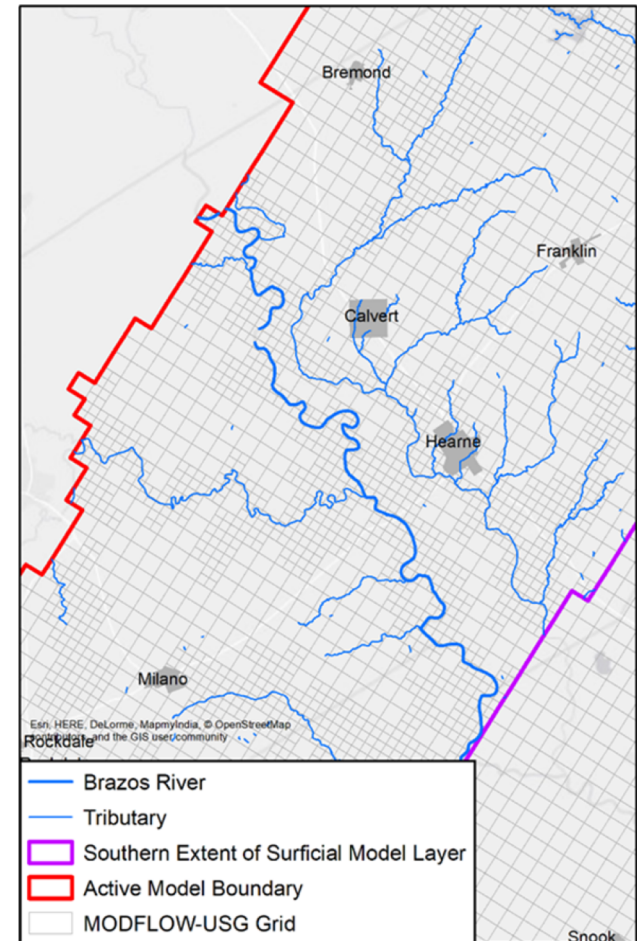 Bremond
Franklin
Calvert
Hearne
Milano
Esri, HERE, DeLorme, MapmyIndia, © OpenStreetMap
contributors, and the GIS user community
Rockdale
Brazos River
Tributary
Southern Extent of Surficial Model Layer
Active Model Boundary
MODFLOW-USG Grid
Snook